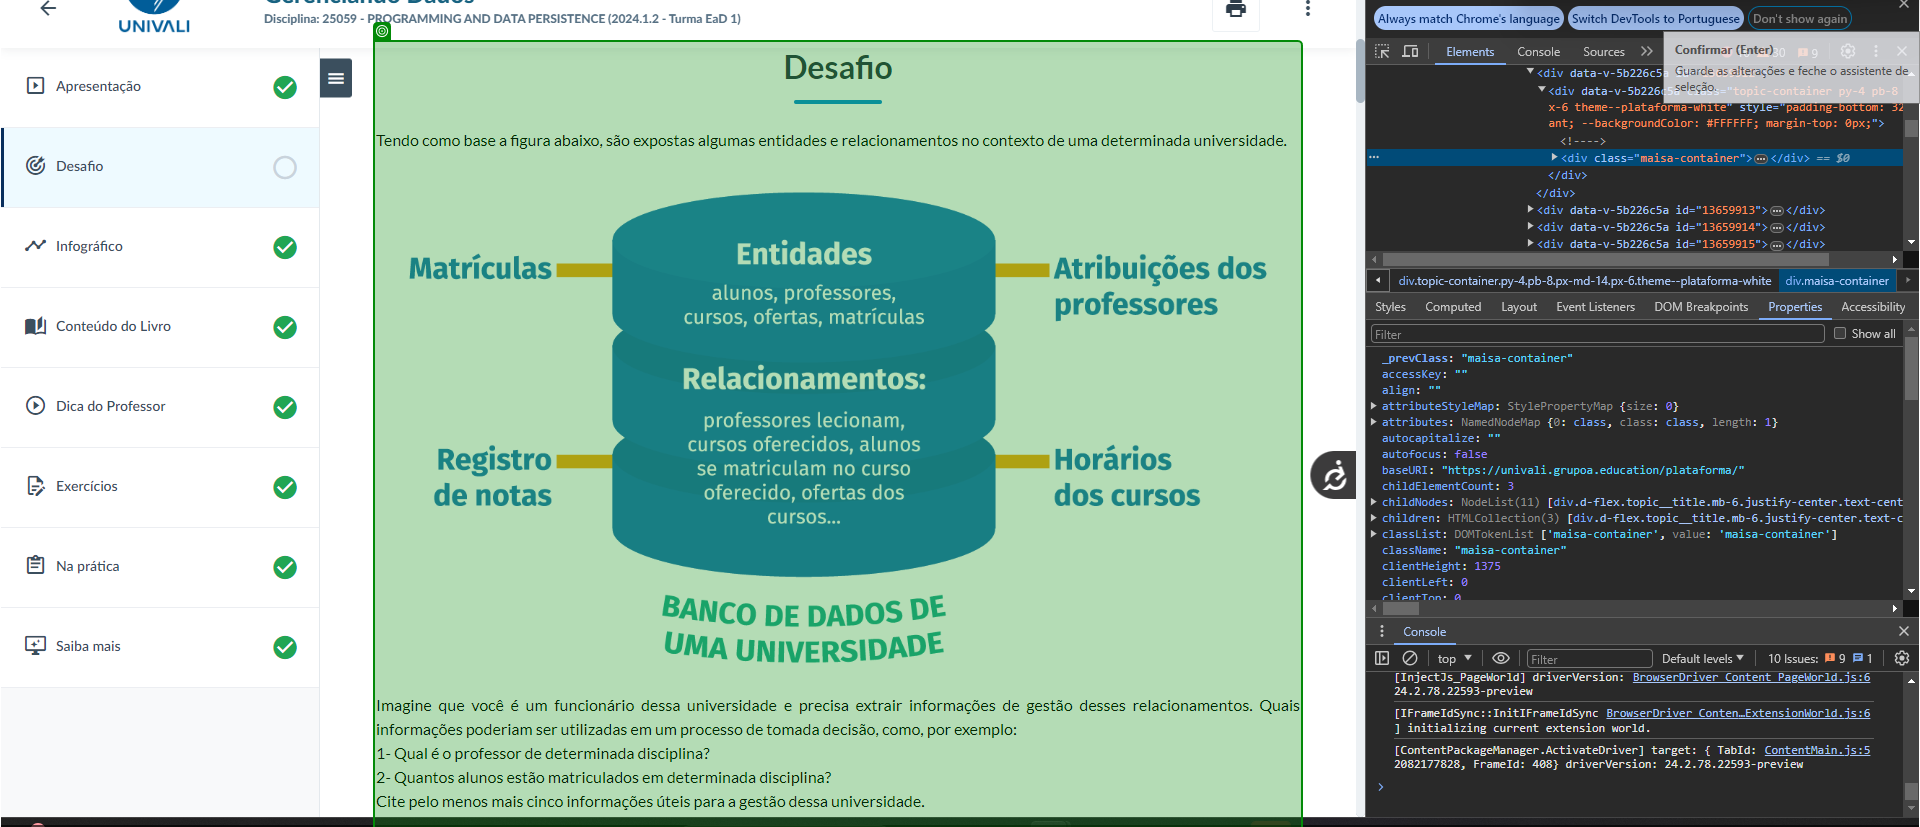 Gerenciando Dados
Disciplina: 25059 - PROGRAMMING AND DATA PERSISTENCE (2024.1.2 - Turma EaD 1)
UNIVALI
Apresentação
Desafio
Infográfico
Conteúdo do Livro
Dica do Professor
Exercícios
Na prática
Saiba mais
Desafio
Tendo como base a figura abaixo, são expostas algumas entidades e relacionamentos no contexto de uma determinada universidade.
Matrículas
Entidades
alunos, professores,
cursos, ofertas, matrículas
Atribuições dos
professores
Relacionamentos:
professores lecionam,
cursos oferecidos, alunos
se matriculam no curso
oferecido, ofertas dos
cursos...
Registro
de notas
Horários
dos cursos
BANCO DE DADOS DE
UMA UNIVERSIDADE
Imagine que você é um funcionário dessa universidade e precisa extrair informações de gestão desses relacionamentos. Quais
informações poderiam ser utilizadas em um processo de tomada decisão, como, por exemplo:
1- Qual é o professor de determinada disciplina?
2- Quantos alunos estão matriculados em determinada disciplina?
Cite pelo menos mais cinco informações úteis para a gestão dessa universidade.
Always match Chrome's language
Switch DevTools to Portuguese
Don't show again
Elements
Console
Sources
Confirmar (Enter)
Guarde as alterações e feche o assistente de
seleção.
<div data-v-5b226c5a
<div data-v-5b226c5a class="topic-container py-4 pb-8
x-6 theme--plataforma-white" style="padding-bottom: 32
ant; --backgroundColor: #FFFFFF; margin-top: 0px;">
<!---->
<div class="maisa-container"> … </div> == $0
</div>
</div>
<div data-v-5b226c5a id="13659913"> … </div>
<div data-v-5b226c5a id="13659914"> … </div>
<div data-v-5b226c5a id="13659915"> … </div>
div.topic-container.py-4.pb-8.px-md-14.px-6.theme--plataforma-white
div.maisa-container
Styles
Computed
Layout
Event Listeners
DOM Breakpoints
Properties
Accessibility
Filter
Show all
_prevClass: "maisa-container"
accessKey: ""
align: ""
attributeStyleMap: StylePropertyMap {size: 0}
attributes: NamedNodeMap {0: class, class: class, length: 1}
autocapitalize: ""
autofocus: false
baseURI: "https://univali.grupoa.education/plataforma/"
childElementCount: 3
childNodes: NodeList(11) [div.d-flex.topic__title.mb-6.justify-center.text-cent
children: HTMLCollection(3) [div.d-flex.topic__title.mb-6.justify-center.text-c
classList: DOMTokenList ['maisa-container', value: 'maisa-container']
className: "maisa-container"
clientHeight: 1375
clientLeft: 0
clientTop: 0
Console
top
Filter
Default levels
10 Issues:
9
1
[InjectJs_PageWorld] driverVersion: BrowserDriver Content PageWorld.js:6
24.2.78.22593-preview
[IFrameIdSync::InitIFrameIdSync BrowserDriver Conten…ExtensionWorld.js:6
] initializing current extension world.
[ContentPackageManager.ActivateDriver] target: { TabId: ContentMain.js:5
2082177828, FrameId: 408} driverVersion: 24.2.78.22593-preview